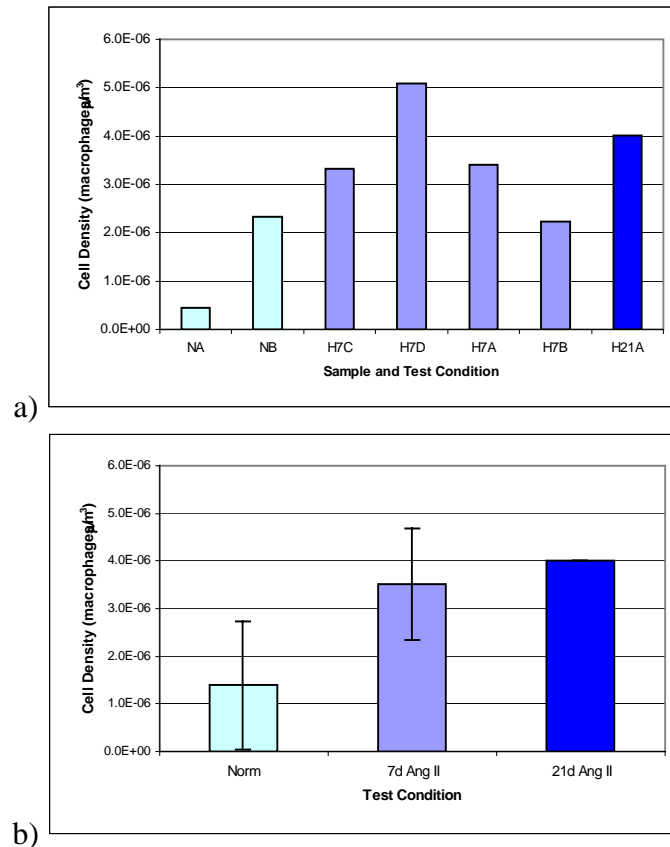 6.0E-06
5.0E-06
4.0E-06
3.0E-06
2.0E-06
1.0E-06
0.0E+00
Cell Density (macrophages/μm³)
NA NB H7C H7D H7A H7B H21A
Sample and Test Condition
a)
6.0E-06
5.0E-06
4.0E-06
3.0E-06
2.0E-06
1.0E-06
0.0E+00
Cell Density (macrophages/μm³)
Norm 7d Ang II 21d Ang II
Test Condition
b)